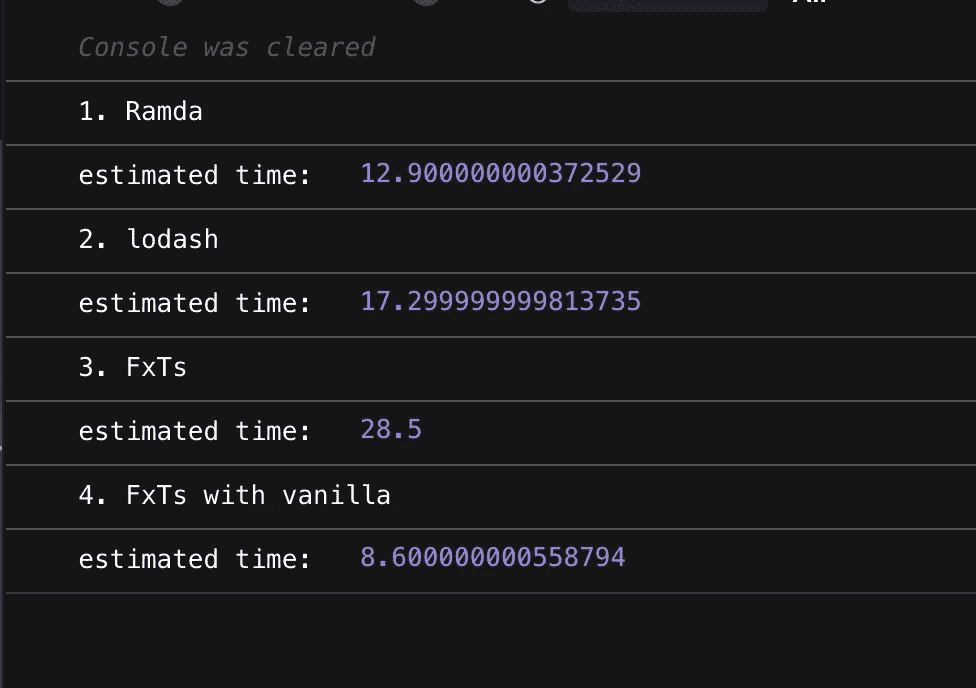 Console was cleared
1. Ramda
estimated time: 12.900000000372529
2. lodash
estimated time: 17.299999999813735
3. FxTs
estimated time: 28.5
4. FxTs with vanilla
estimated time: 8.600000000558794